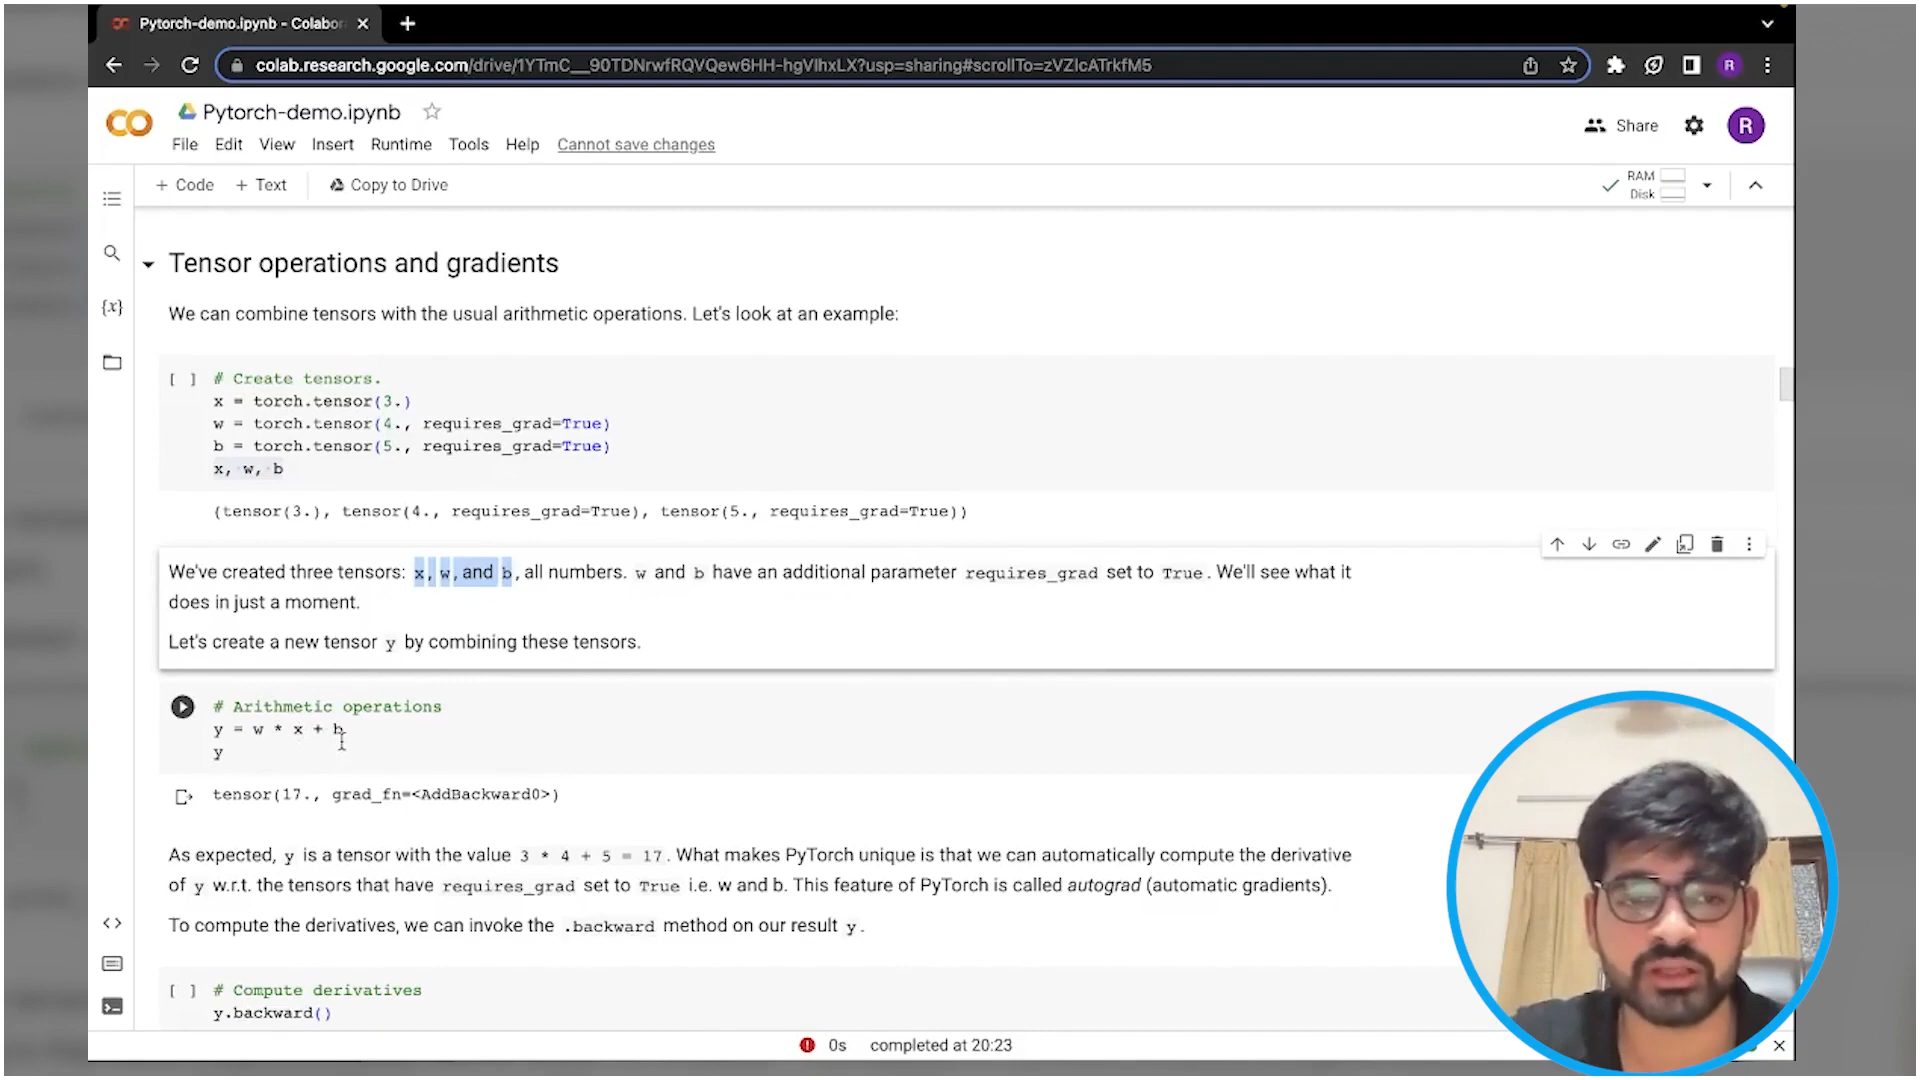 Pytorch-demo.ipynb - Colabor
colab.research.google.com/drive/1YTmC__90TDNrwfRQVQew6HH-hgVIhxLX?usp=sharing#scrollTo=zVZlcATrkfM5
R
Pytorch-demo.ipynb
Share
R
File Edit View Insert Runtime Tools Help Cannot save changes
+ Code + Text Copy to Drive
RAM
Disk
Tensor operations and gradients
{x}
We can combine tensors with the usual arithmetic operations. Let's look at an example:
[ ] # Create tensors.
x = torch.tensor(3.)
w = torch.tensor(4., requires_grad=True)
b = torch.tensor(5., requires_grad=True)
x, w, b
(tensor(3.), tensor(4., requires_grad=True), tensor(5., requires_grad=True))
We've created three tensors: x, w, and b, all numbers. w and b have an additional parameter requires_grad set to True. We'll see what it
does in just a moment.
Let's create a new tensor y by combining these tensors.
# Arithmetic operations
y = w * x + b
y
tensor(17., grad_fn=<AddBackward0>)
As expected, y is a tensor with the value 3 * 4 + 5 = 17. What makes PyTorch unique is that we can automatically compute the derivative
of y w.r.t. the tensors that have requires_grad set to True i.e. w and b. This feature of PyTorch is called autograd (automatic gradients).
To compute the derivatives, we can invoke the .backward method on our result y.
[ ] # Compute derivatives
y.backward()
0s completed at 20:23